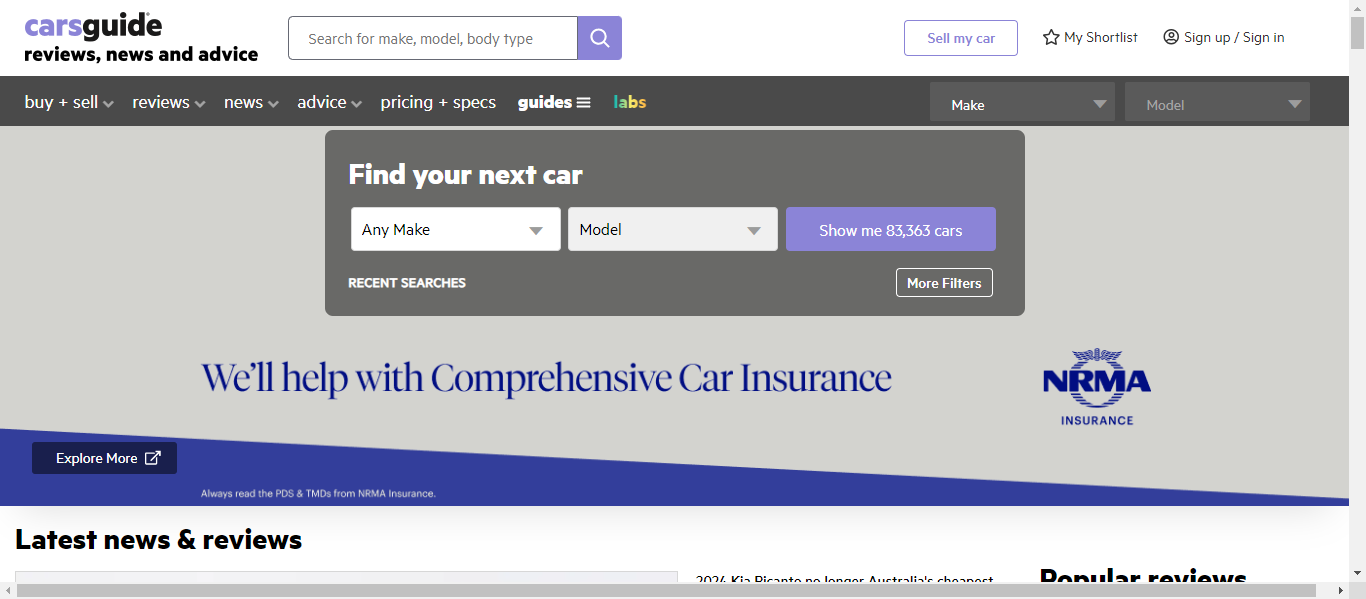 carsguide
reviews, news and advice
Search for make, model, body type
Sell my car
My Shortlist
Sign up / Sign in
buy + sell
reviews
news
advice
pricing + specs
guides
labs
Make
Model
Find your next car
Any Make
Model
Show me 83,363 cars
RECENT SEARCHES
More Filters
We'll help with Comprehensive Car Insurance
NRMA
INSURANCE
Explore More
Always read the PDS & TMDs from NRMA Insurance.
Latest news & reviews
2024 Kia Picanto no longer Australia's cheapest
Popular reviews